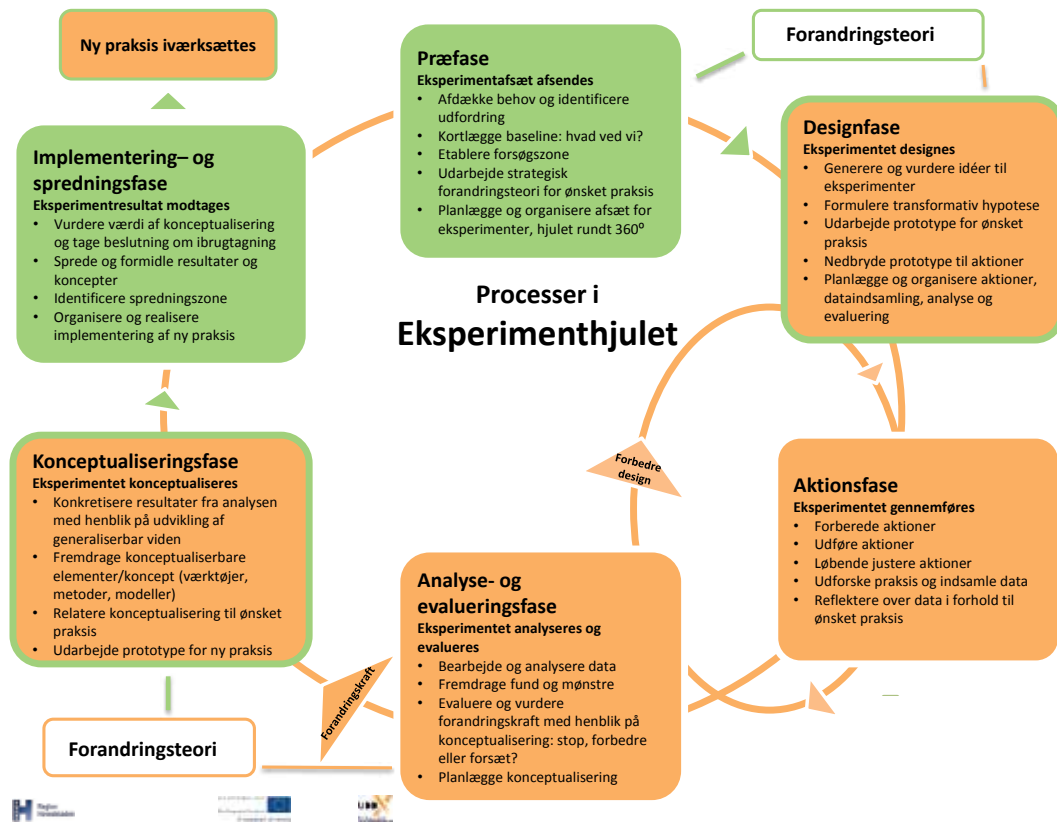 Ny praksis iværksættes
Forandringsteori
Præfase
Eksperimentafsæt afsendes
• Afdække behov og identificere
udfordring
• Kortlægge baseline: hvad ved vi?
• Etablere forsøgszone
• Udarbejde strategisk
forandringsteori for ønsket praksis
• Planlægge og organisere afsæt for
eksperimenter, hjulet rundt 360º
Designfase
Eksperimentet designes
• Generere og vurdere idéer til
eksperimenter
• Formulere transformativ hypotese
• Udarbejde prototype for ønsket
praksis
• Nedbryde prototype til aktioner
• Planlægge og organisere aktioner,
dataindsamling, analyse og
evaluering
Implementering– og
spredningsfase
Eksperimentresultat modtages
• Vurdere værdi af konceptualisering
og tage beslutning om ibrugtagning
• Sprede og formidle resultater og
koncepter
• Identificere spredningszone
• Organisere og realisere
implementering af ny praksis
Processer i
Eksperimenthjulet
Forbedre
design
Aktionsfase
Eksperimentet gennemføres
• Forberede aktioner
• Udføre aktioner
• Løbende justere aktioner
• Udforske praksis og indsamle data
• Reflektere over data i forhold til
ønsket praksis
Konceptualiseringsfase
Eksperimentet konceptualiseres
• Konkretisere resultater fra analysen
med henblik på udvikling af
generaliserbar viden
• Fremdrage konceptualiserbare
elementer/koncept (værktøjer,
metoder, modeller)
• Relatere konceptualisering til ønsket
praksis
• Udarbejde prototype for ny praksis
Analyse- og
evalueringsfase
Eksperimentet analyseres og
evalueres
• Bearbejde og analysere data
• Fremdrage fund og mønstre
• Evaluere og vurdere
forandringskraft med henblik på
konceptualisering: stop, forbedre
eller forsæt?
• Planlægge konceptualisering
Forandringskraft
Forandringsteori
Region